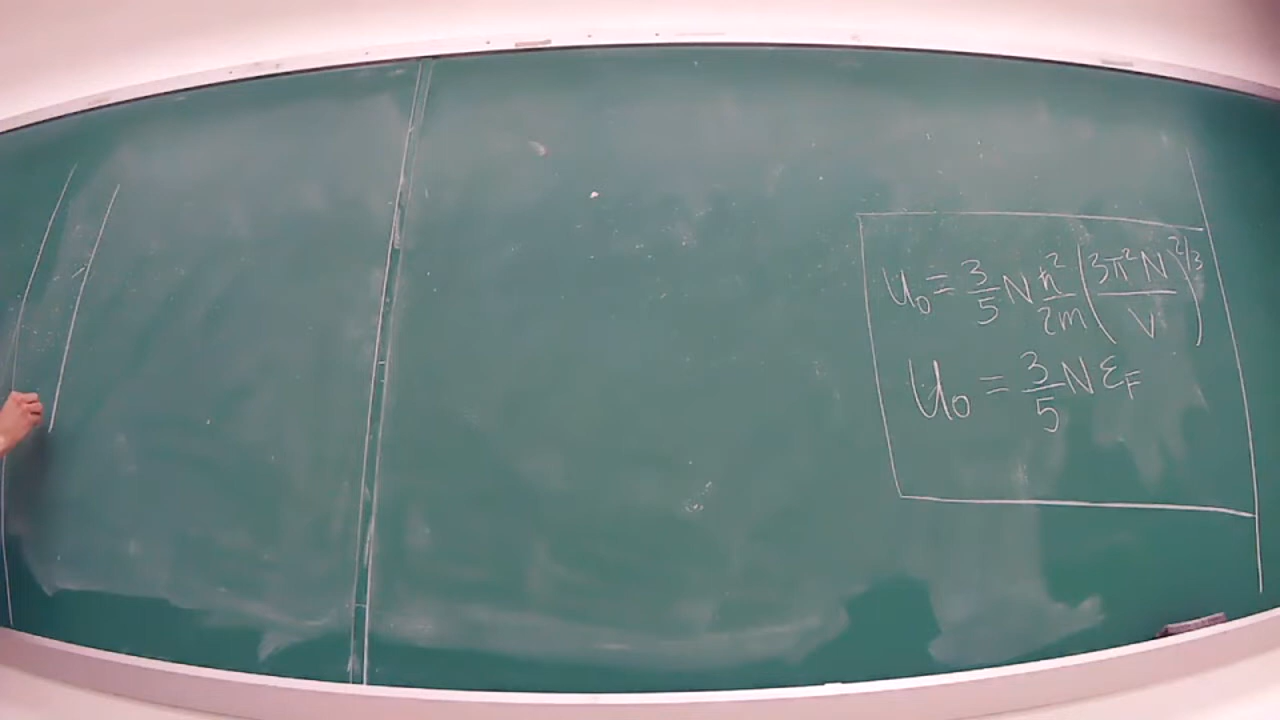 U₀ = 3/5 N ħ²/2m (3π²N/V)^2/3
U₀ = 3/5 N ε_F